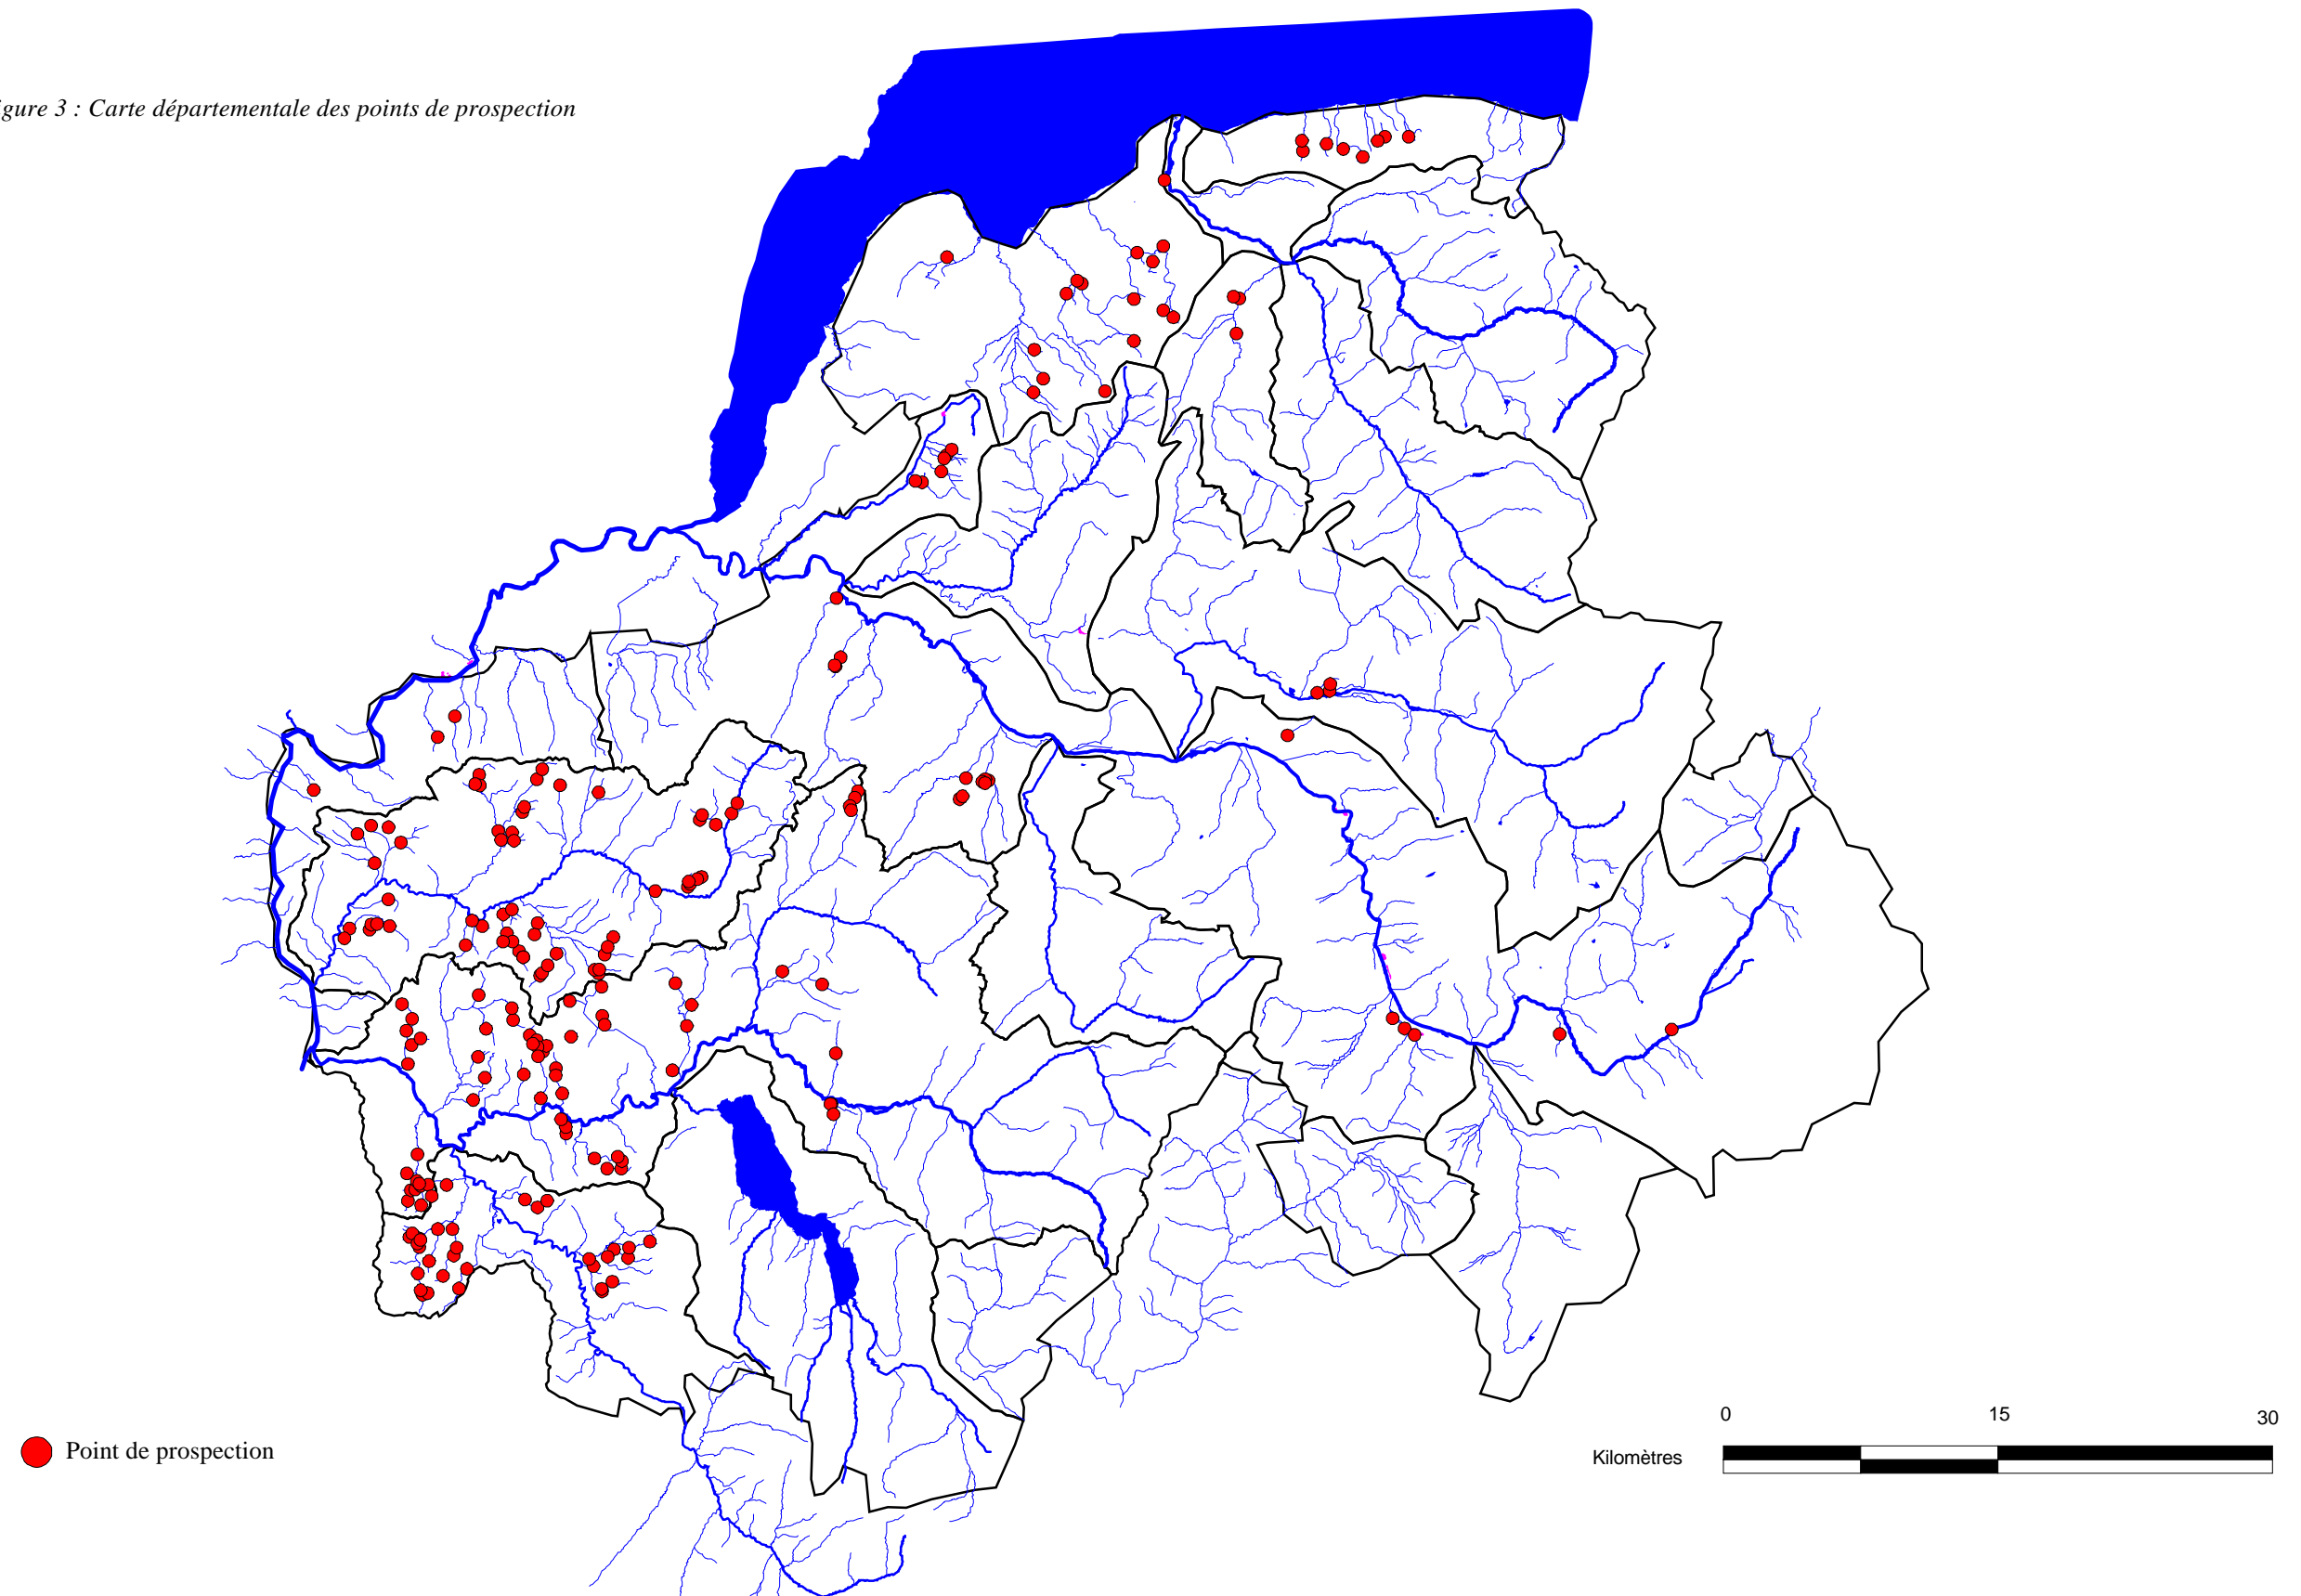 gure 3 : Carte départementale des points de prospection
Point de prospection
0 15 30
Kilomètres